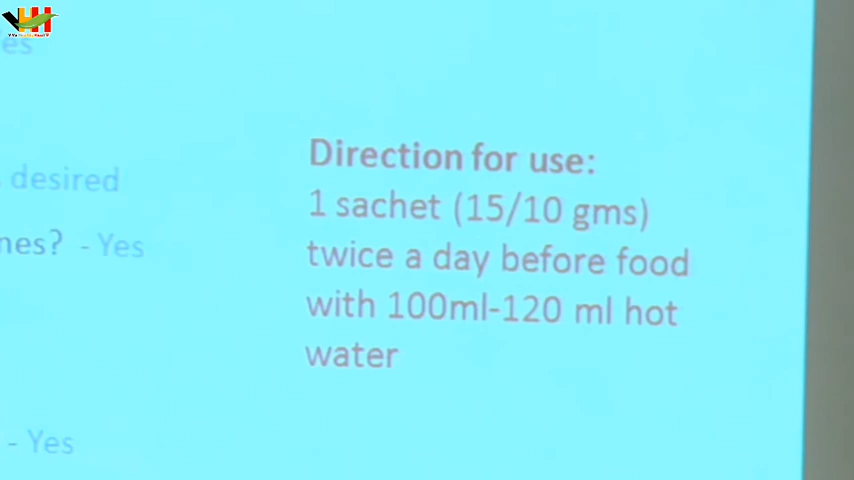 es
desired
nes? - Yes
- Yes
Direction for use:
1 sachet (15/10 gms)
twice a day before food
with 100ml-120 ml hot
water